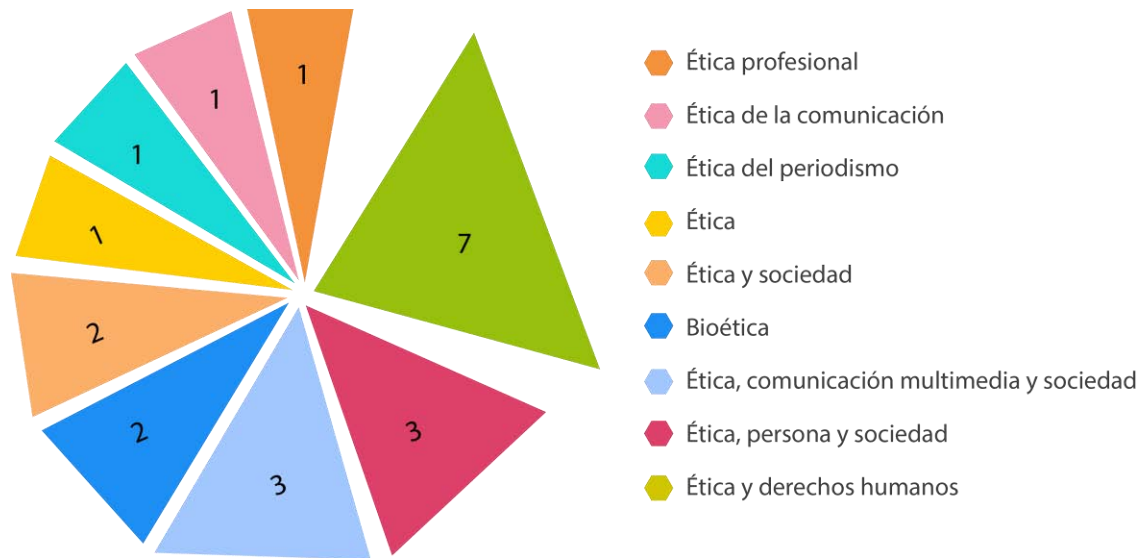 1
1
1
1
2
2
3
3
7
Ética profesional
Ética de la comunicación
Ética del periodismo
Ética
Ética y sociedad
Bioética
Ética, comunicación multimedia y sociedad
Ética, persona y sociedad
Ética y derechos humanos